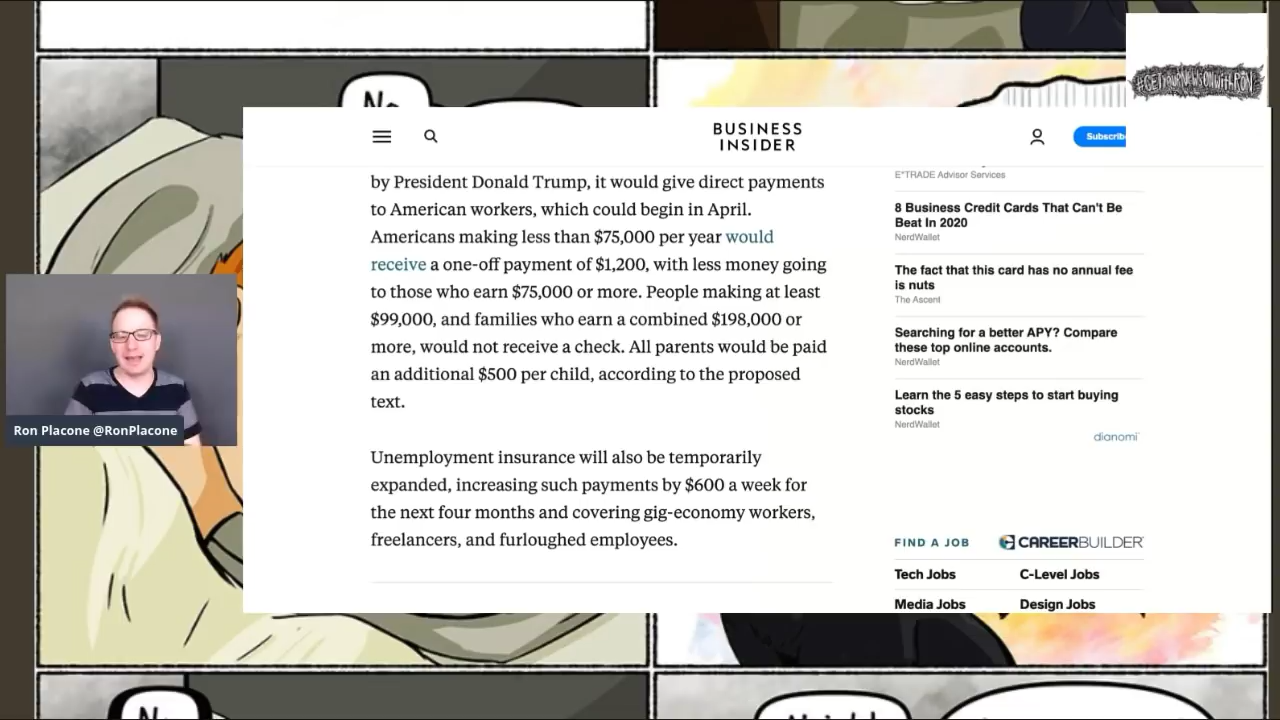 No
#GETYOURNEWSONWITHRON
BUSINESS
INSIDER
Subscrib
by President Donald Trump, it would give direct payments
to American workers, which could begin in April.
Americans making less than $75,000 per year would
receive a one-off payment of $1,200, with less money going
to those who earn $75,000 or more. People making at least
$99,000, and families who earn a combined $198,000 or
more, would not receive a check. All parents would be paid
an additional $500 per child, according to the proposed
text.
Unemployment insurance will also be temporarily
expanded, increasing such payments by $600 a week for
the next four months and covering gig-economy workers,
freelancers, and furloughed employees.
E*TRADE Advisor Services
8 Business Credit Cards That Can't Be
Beat In 2020
NerdWallet
The fact that this card has no annual fee
is nuts
The Ascent
Searching for a better APY? Compare
these top online accounts.
NerdWallet
Learn the 5 easy steps to start buying
stocks
NerdWallet
dianomi
FIND A JOB CAREERBUILDER
Tech Jobs C-Level Jobs
Media Jobs Design Jobs
Ron Placone @RonPlacone